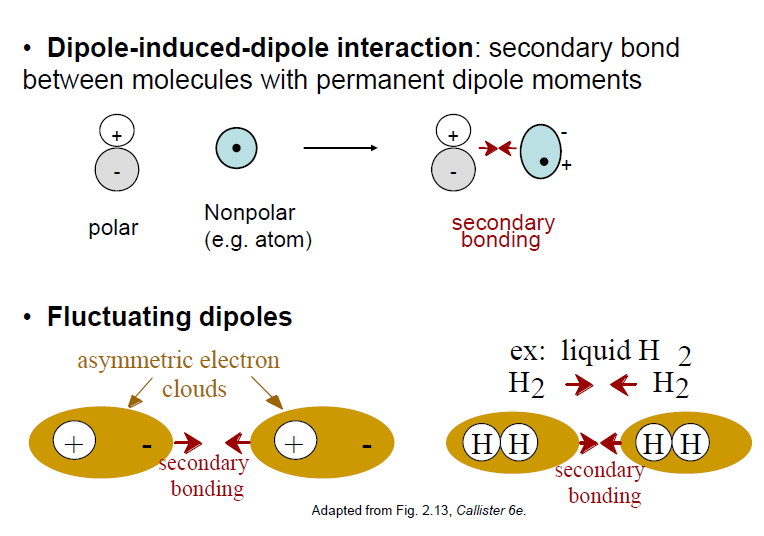 • Dipole-induced-dipole interaction: secondary bond
between molecules with permanent dipole moments
+
-
+
-
-
+
polar
Nonpolar
(e.g. atom)
secondary
bonding
• Fluctuating dipoles
asymmetric electron
clouds
ex: liquid H 2
H2 H2
+ - + -
H H H H
secondary
bonding
secondary
bonding
Adapted from Fig. 2.13, Callister 6e.